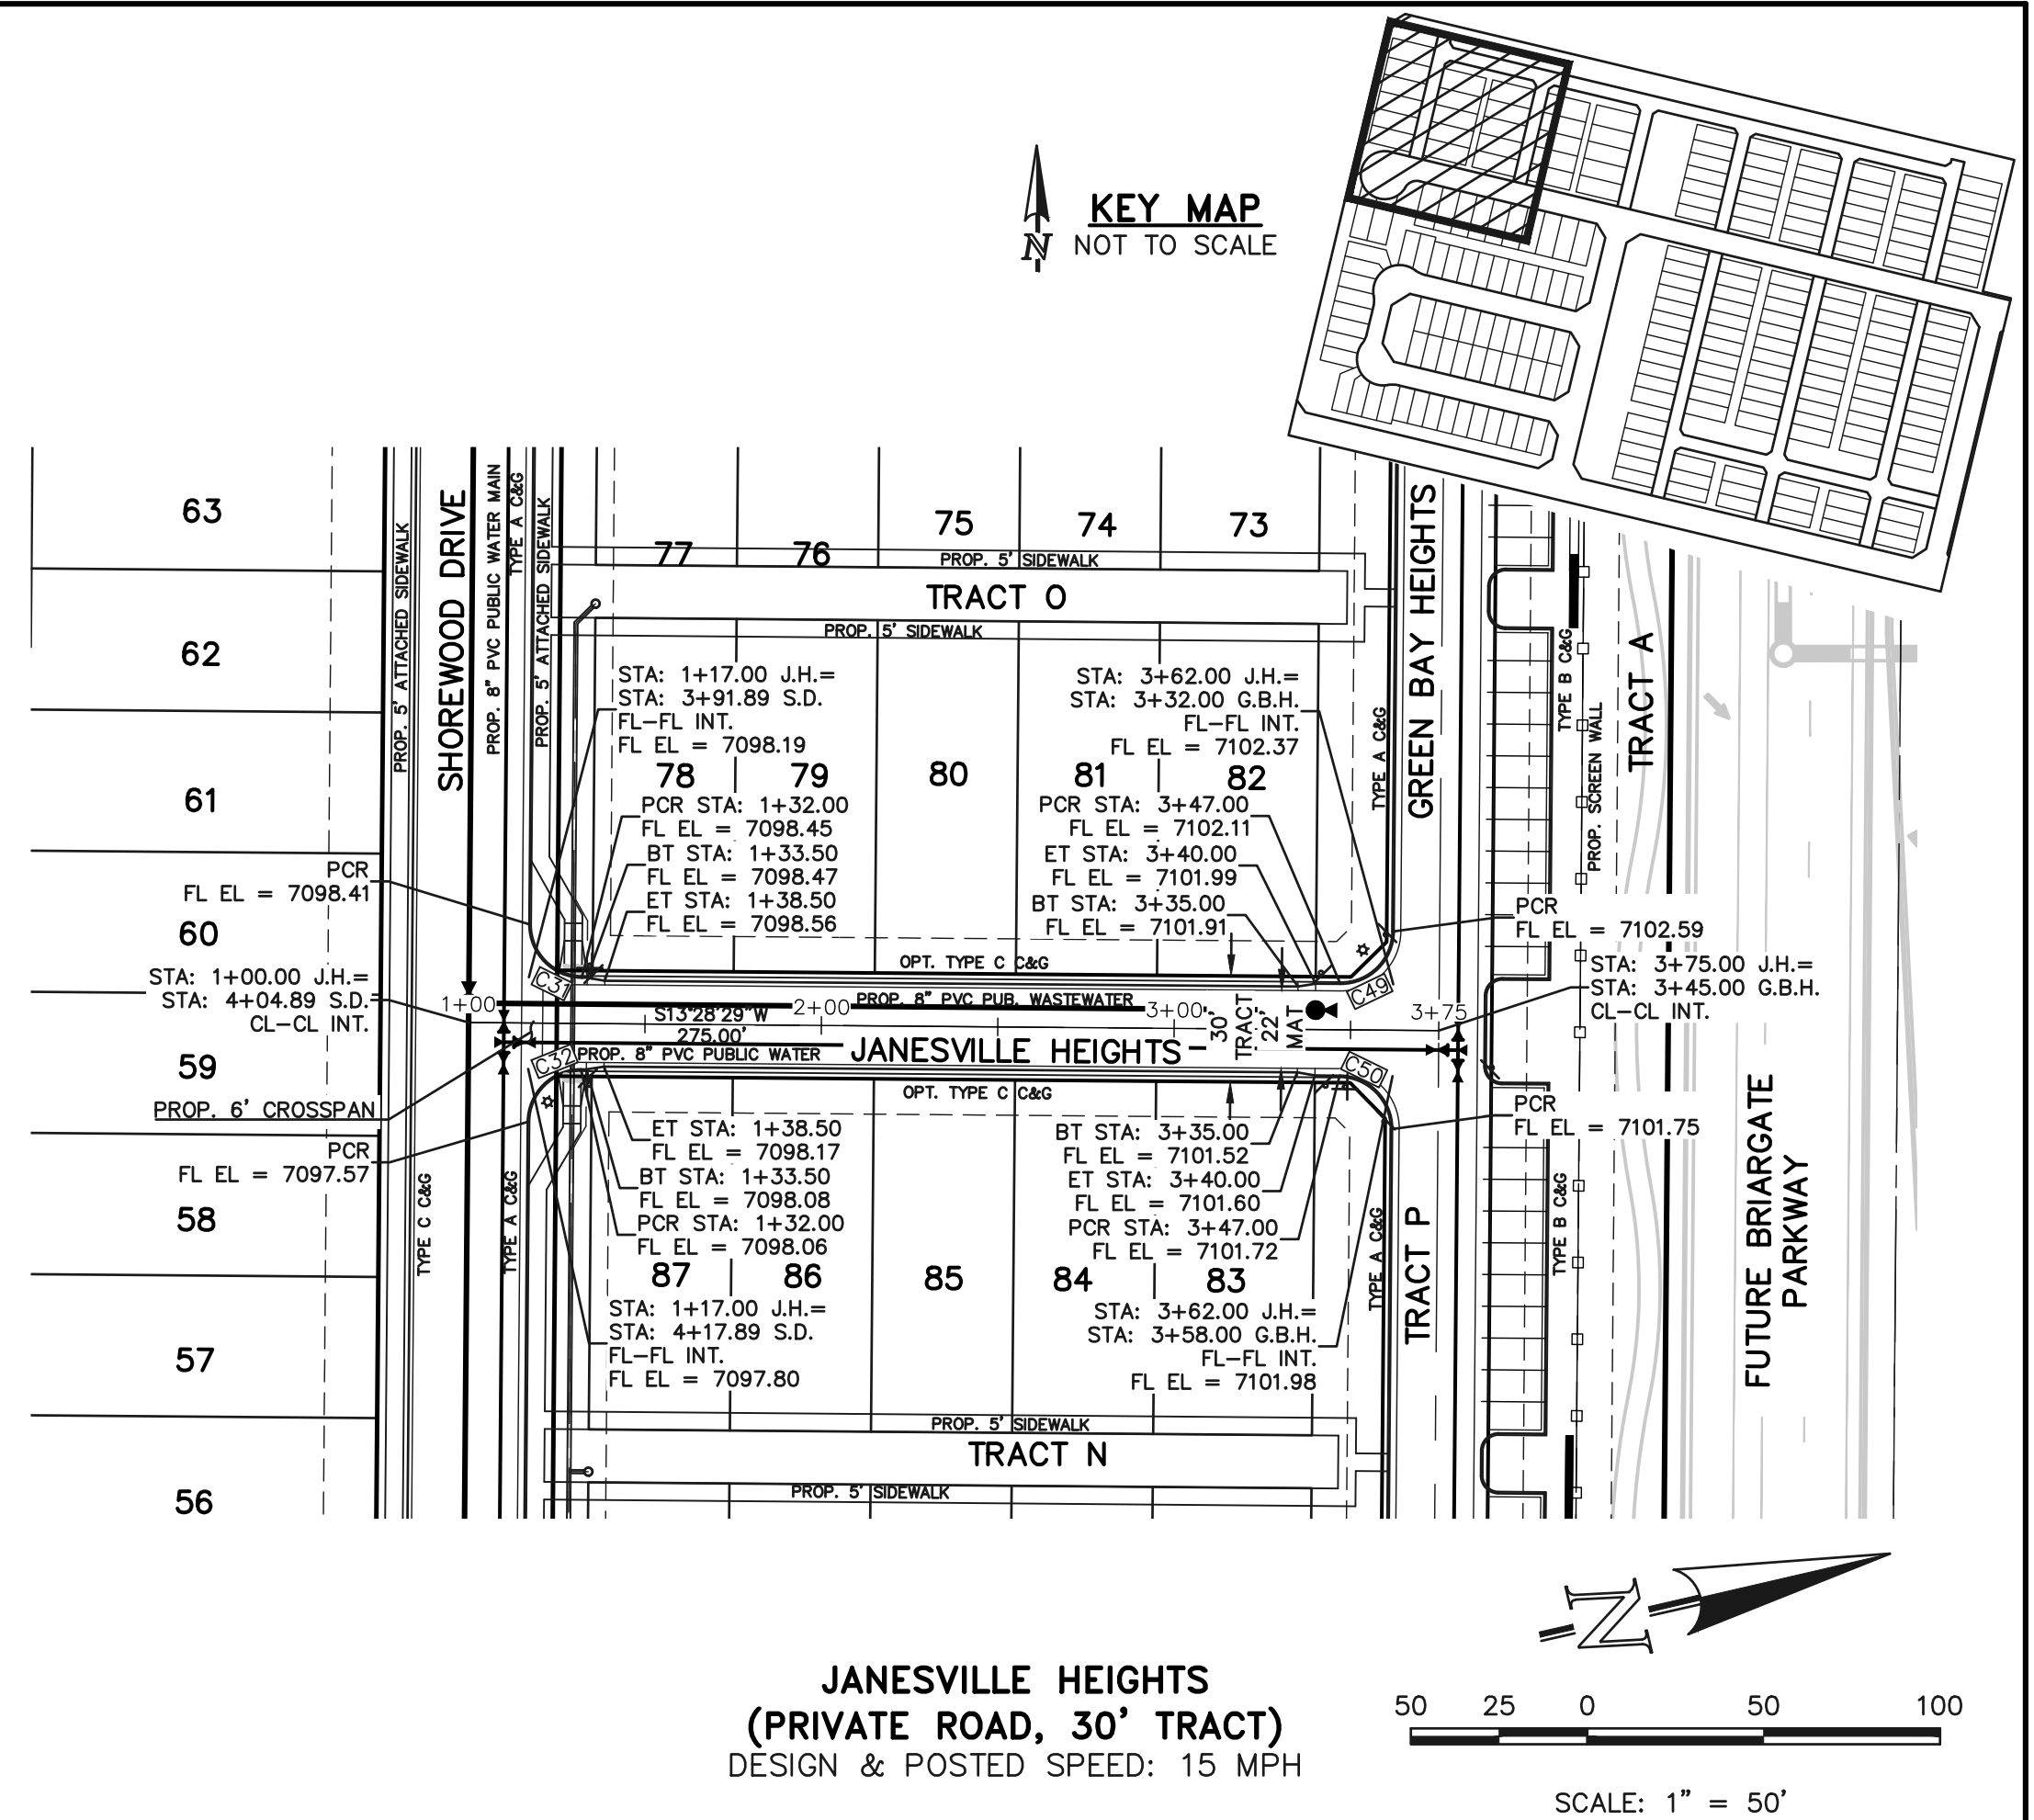 KEY MAP
N NOT TO SCALE
63
62
61
60
59
58
57
56
PROP. 5' ATTACHED SIDEWALK
SHOREWOOD DRIVE
PROP. 8" PVC PUBLIC WATER MAIN
TYPE A C&G
PROP. 5' ATTACHED SIDEWALK
77
76
75
74
73
PROP. 5' SIDEWALK
TRACT O
PROP. 5' SIDEWALK
GREEN BAY HEIGHTS
TYPE A C&G
TYPE B C&G
PROP. SCREEN WALL
TRACT A
STA: 1+17.00 J.H.=
STA: 3+91.89 S.D.
FL-FL INT.
FL EL = 7098.19
78
79
80
81
82
PCR STA: 1+32.00
FL EL = 7098.45
BT STA: 1+33.50
FL EL = 7098.47
ET STA: 1+38.50
FL EL = 7098.56
STA: 3+62.00 J.H.=
STA: 3+32.00 G.B.H.
FL-FL INT.
FL EL = 7102.37
PCR STA: 3+47.00
FL EL = 7102.11
ET STA: 3+40.00
FL EL = 7101.99
BT STA: 3+35.00
FL EL = 7101.91
PCR
FL EL = 7098.41
STA: 1+00.00 J.H.=
STA: 4+04.89 S.D.=
CL-CL INT.
PROP. 6' CROSSPAN
PCR
FL EL = 7097.57
PCR
FL EL = 7102.59
STA: 3+75.00 J.H.=
STA: 3+45.00 G.B.H.
CL-CL INT.
PCR
FL EL = 7101.75
OPT. TYPE C C&G
C31
C49
1+00
2+00
PROP. 8" PVC PUB. WASTEWATER
3+00
3+75
S13°28'29"W
275.00'
30'
TRACT
22'
MAT
C32
PROP. 8" PVC PUBLIC WATER
JANESVILLE HEIGHTS
C50
OPT. TYPE C C&G
ET STA: 1+38.50
FL EL = 7098.17
BT STA: 1+33.50
FL EL = 7098.08
PCR STA: 1+32.00
FL EL = 7098.06
87
86
85
84
83
STA: 1+17.00 J.H.=
STA: 4+17.89 S.D.
FL-FL INT.
FL EL = 7097.80
BT STA: 3+35.00
FL EL = 7101.52
ET STA: 3+40.00
FL EL = 7101.60
PCR STA: 3+47.00
FL EL = 7101.72
STA: 3+62.00 J.H.=
STA: 3+58.00 G.B.H.
FL-FL INT.
FL EL = 7101.98
TYPE C C&G
TYPE A C&G
TYPE A C&G
TRACT P
TYPE B C&G
FUTURE BRIARGATE
PARKWAY
PROP. 5' SIDEWALK
TRACT N
PROP. 5' SIDEWALK
N
JANESVILLE HEIGHTS
(PRIVATE ROAD, 30' TRACT)
DESIGN & POSTED SPEED: 15 MPH
50 25 0 50 100
SCALE: 1" = 50'